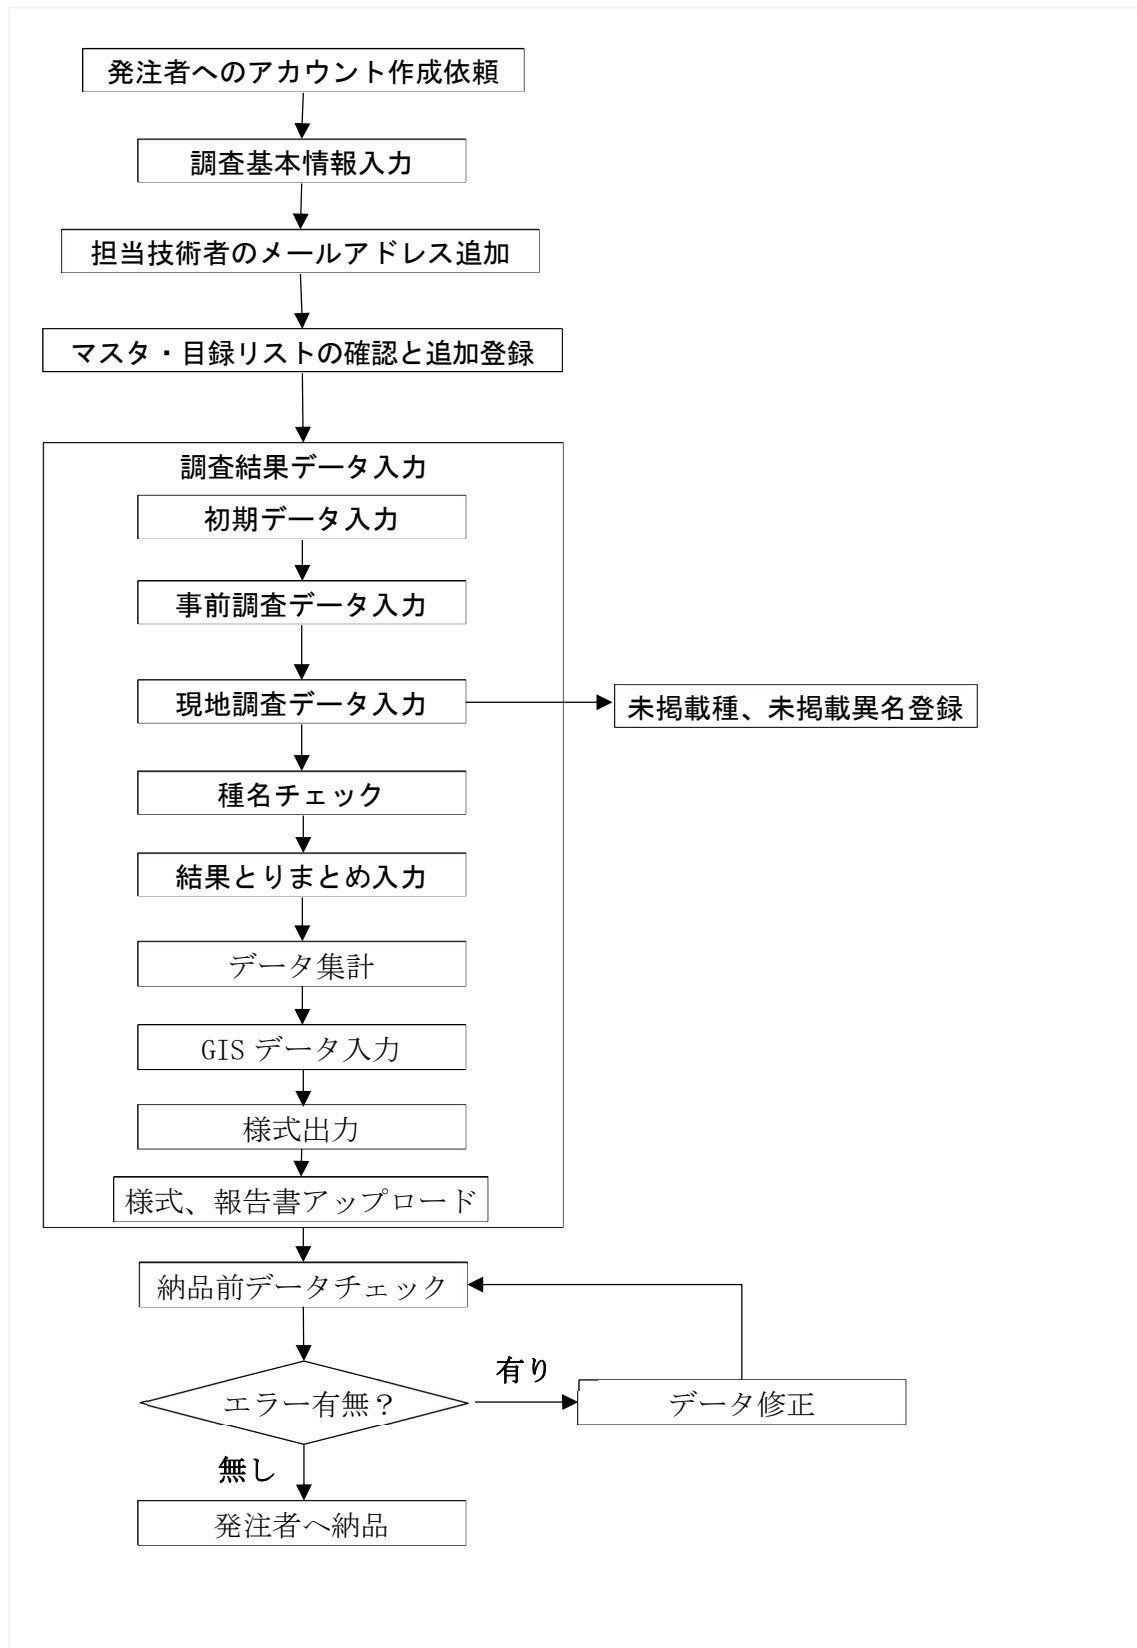 発注者へのアカウント作成依頼
調査基本情報入力
担当技術者のメールアドレス追加
マスタ・目録リストの確認と追加登録
調査結果データ入力
初期データ入力
事前調査データ入力
現地調査データ入力
未掲載種、未掲載異名登録
種名チェック
結果とりまとめ入力
データ集計
GIS データ入力
様式出力
様式、報告書アップロード
納品前データチェック
エラー有無？
有り
データ修正
無し
発注者へ納品